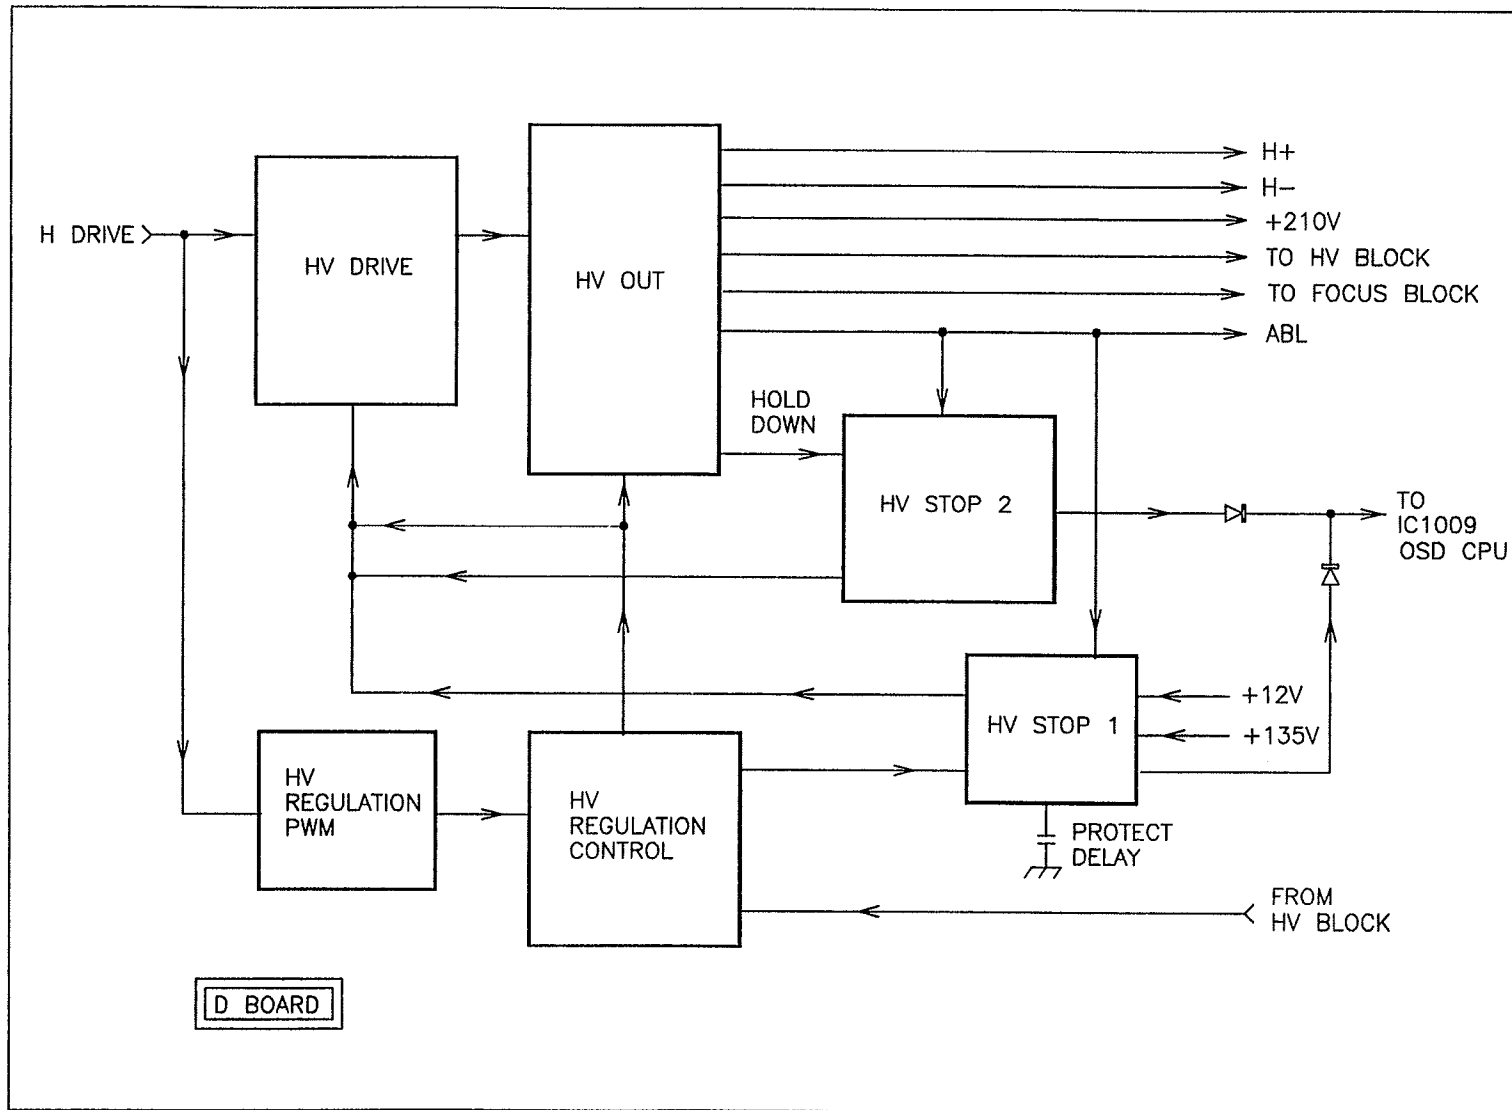 H+
H-
H DRIVE
+210V
HV DRIVE
HV OUT
TO HV BLOCK
TO FOCUS BLOCK
ABL
HOLD
DOWN
HV STOP 2
TO
IC1009
OSD CPU
+12V
HV STOP 1
+135V
HV
REGULATION
PWM
HV
REGULATION
CONTROL
PROTECT
DELAY
FROM
HV BLOCK
D BOARD